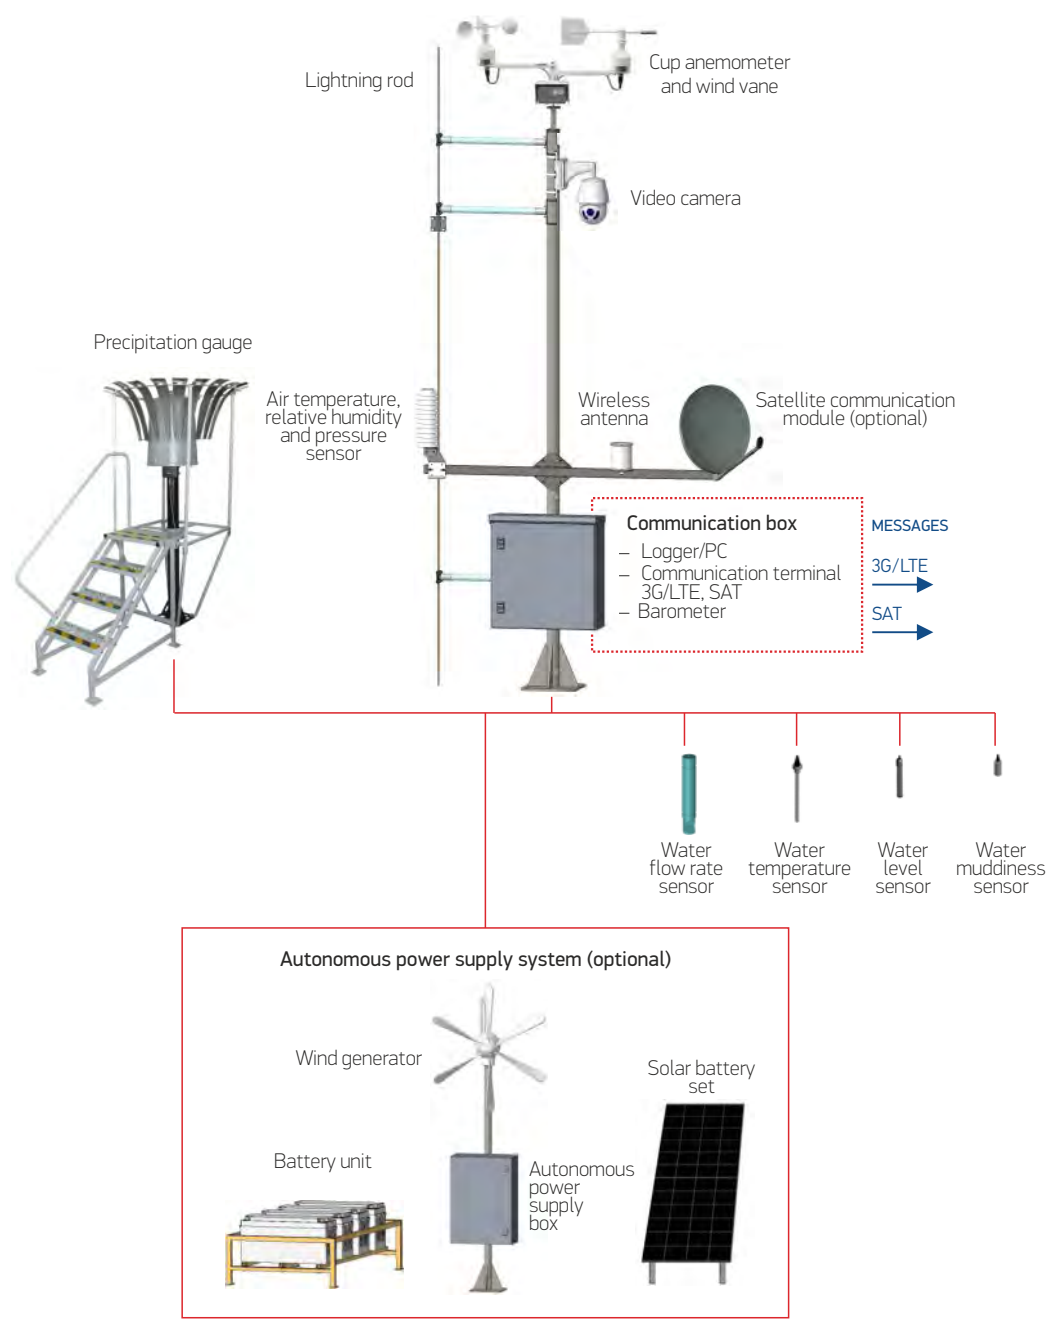 Lightning rod
Cup anemometer
and wind vane
Video camera
Precipitation gauge
Air temperature,
relative humidity
and pressure
sensor
Wireless
antenna
Satellite communication
module (optional)
Communication box
– Logger/PC
– Communication terminal
3G/LTE, SAT
– Barometer
MESSAGES
3G/LTE
SAT
Water
flow rate
sensor
Water
temperature
sensor
Water
level
sensor
Water
muddiness
sensor
Autonomous power supply system (optional)
Wind generator
Solar battery
set
Battery unit
Autonomous
power
supply
box